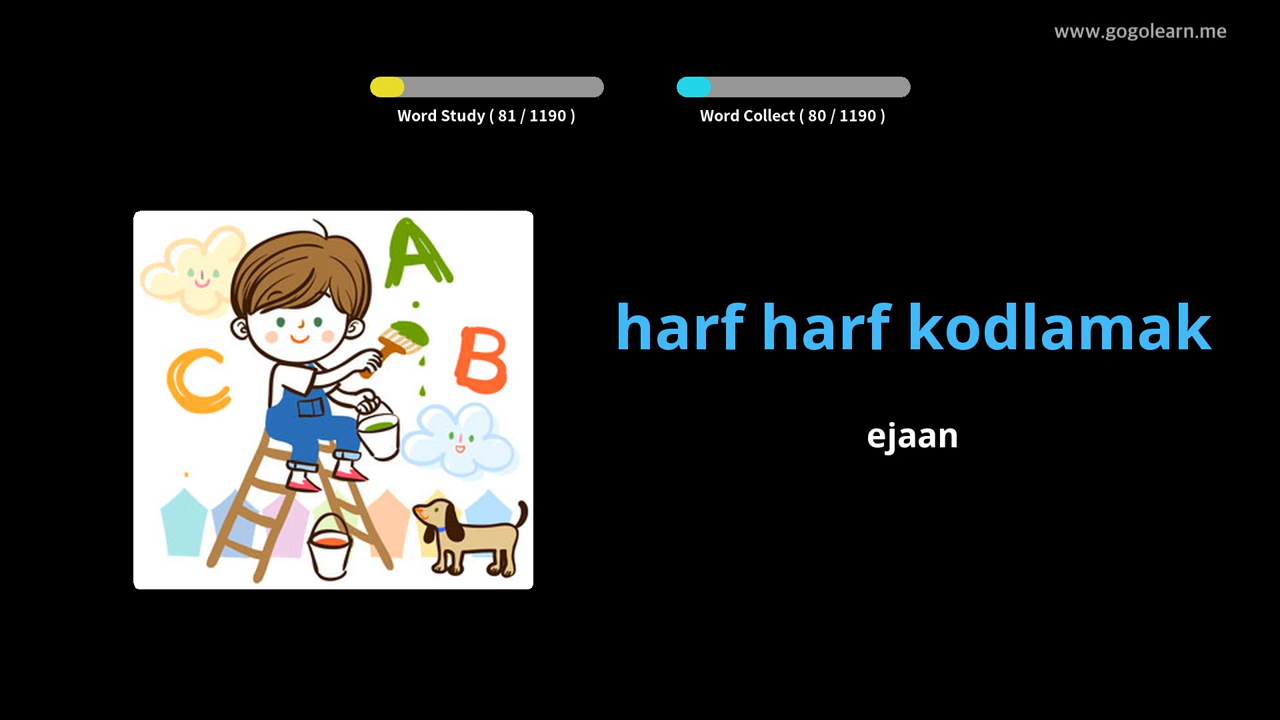 www.gogolearn.me
Word Study ( 81 / 1190 )
Word Collect ( 80 / 1190 )
A
B
C
harf harf kodlamak
ejaan